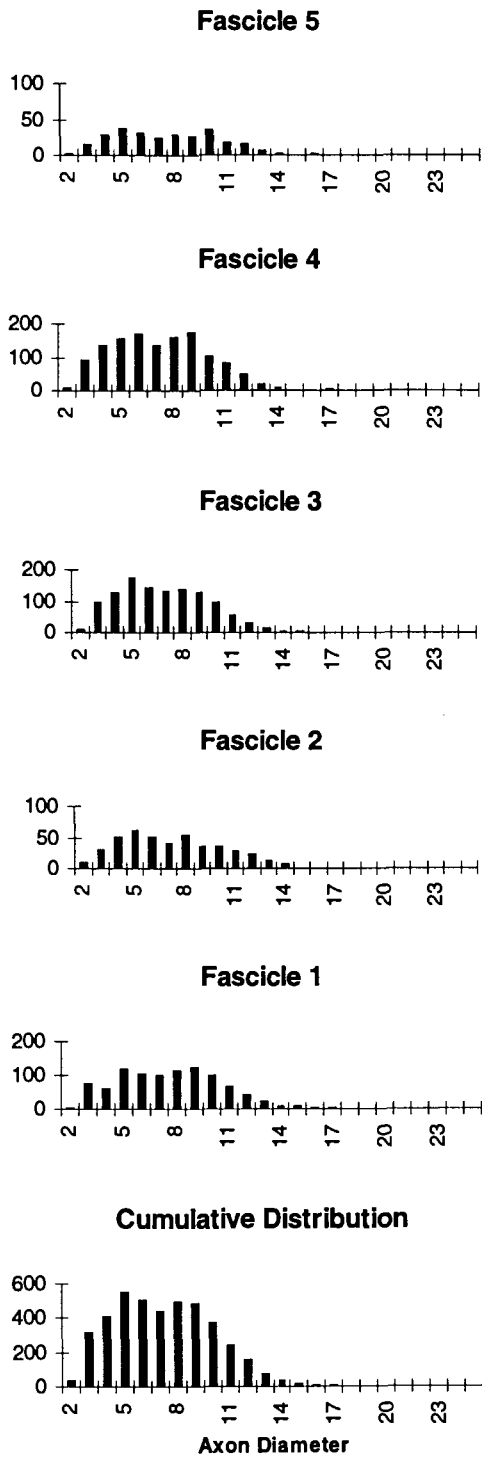 Fascicle 5
100
50
0
2 5 8 11 14 17 20 23
Fascicle 4
200
100
0
2 5 8 11 14 17 20 23
Fascicle 3
200
100
0
2 5 8 11 14 17 20 23
Fascicle 2
100
50
0
2 5 8 11 14 17 20 23
Fascicle 1
200
100
0
2 5 8 11 14 17 20 23
Cumulative Distribution
600
400
200
0
2 5 8 11 14 17 20 23
Axon Diameter